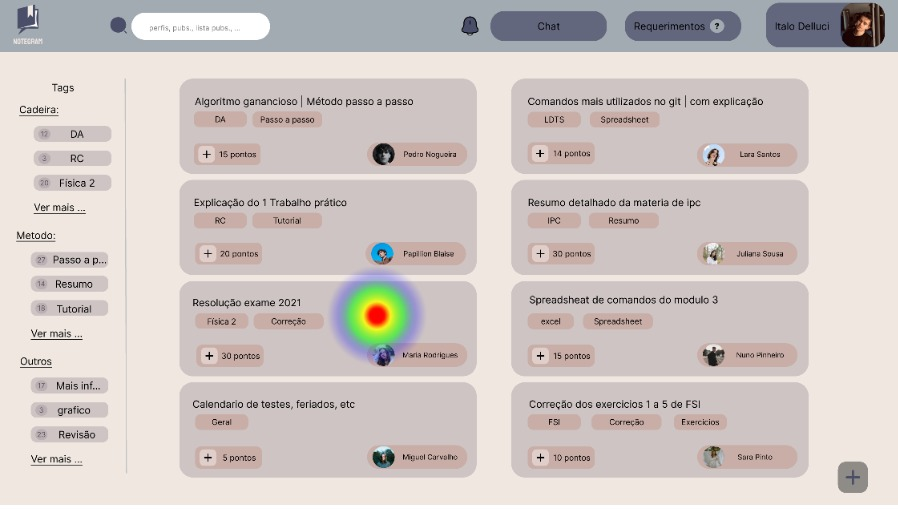 NOTEGRAM
perfis, pubs., lista pubs., ...
Chat
Requerimentos ?
Italo Delluci
Tags
Cadeira:
12 DA
3 RC
20 Física 2
Ver mais ...
Metodo:
27 Passo a p...
14 Resumo
18 Tutorial
Ver mais ...
Outros
17 Mais inf...
3 grafico
23 Revisão
Ver mais ...
Algoritmo ganancioso | Método passo a passo
DA Passo a passo
+ 15 pontos Pedro Nogueira
Comandos mais utilizados no git | com explicação
LDTS Spreadsheet
+ 14 pontos Lara Santos
Explicação do 1 Trabalho prático
RC Tutorial
+ 20 pontos Papillion Blaise
Resumo detalhado da materia de ipc
IPC Resumo
+ 30 pontos Juliana Sousa
Resolução exame 2021
Física 2 Correção
+ 30 pontos Maria Rodrigues
Spreadsheat de comandos do modulo 3
excel Spreadsheet
+ 15 pontos Nuno Pinheiro
Calendario de testes, feriados, etc
Geral
+ 5 pontos Miguel Carvalho
Correção dos exercicios 1 a 5 de FSI
FSI Correção Exercicios
+ 10 pontos Sara Pinto
+